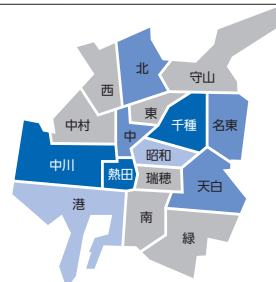 北
守山
西
東
中村
中
千種
名東
昭和
中川
熱田
瑞穂
天白
港
南
緑